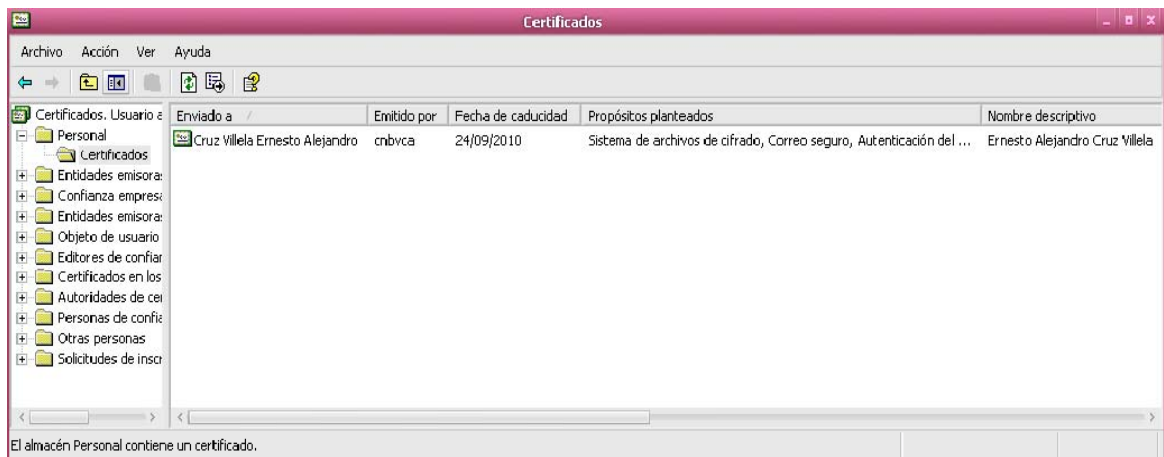 Certificados
Archivo Acción Ver Ayuda
Certificados. Usuario a
Personal
Certificados
Entidades emisoras
Confianza empresa
Entidades emisoras
Objeto de usuario
Editores de confian
Certificados en los
Autoridades de cer
Personas de confia
Otras personas
Solicitudes de inscr
Enviado a Emitido por Fecha de caducidad Propósitos planteados Nombre descriptivo
Cruz Villela Ernesto Alejandro cnbvca 24/09/2010 Sistema de archivos de cifrado, Correo seguro, Autenticación del ... Ernesto Alejandro Cruz Villela
El almacén Personal contiene un certificado.